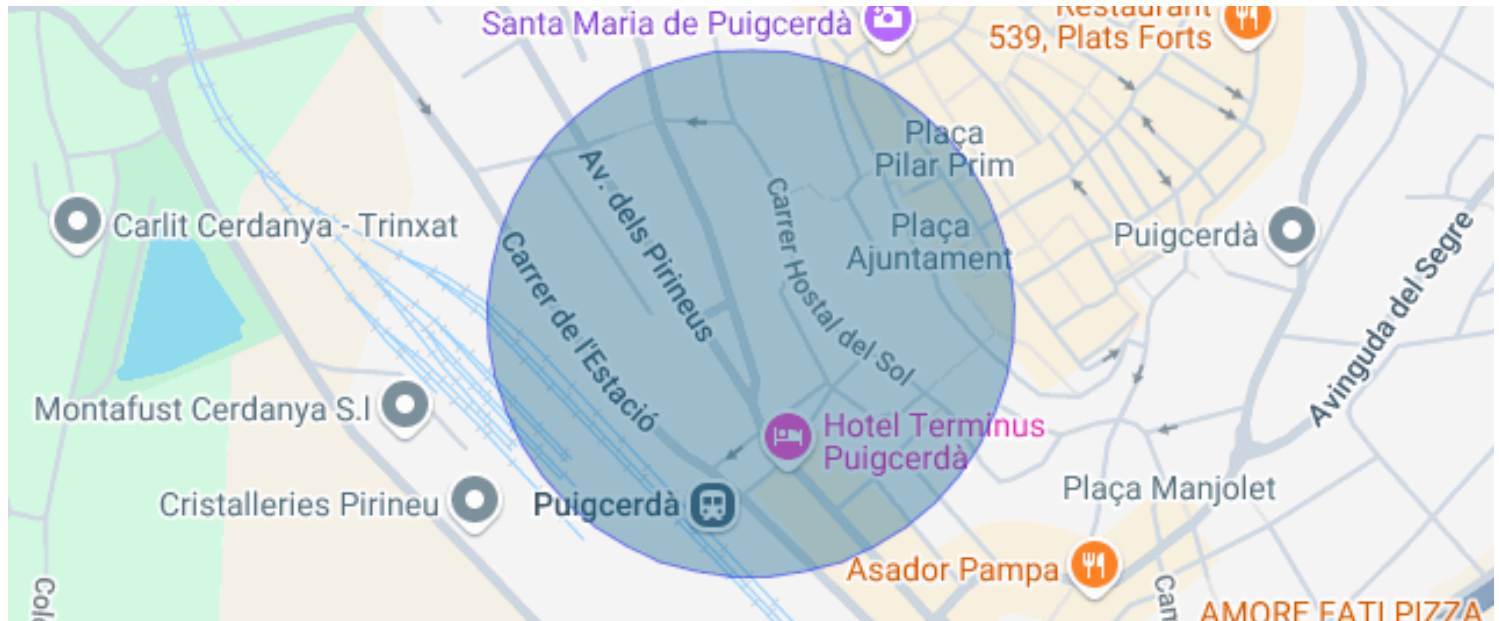 Santa Maria de Puigcerdà
Restaurant
539, Plats Forts
Plaça
Pilar Prim
Carlit Cerdanya - Trinxat
Av. dels Pirineus
Carrer Hostal del Sol
Plaça
Ajuntament
Puigcerdà
Avinguda del Segre
Carrer de l'Estació
Montafust Cerdanya S.l
Hotel Terminus
Puigcerdà
Cristalleries Pirineu
Puigcerdà
Plaça Manjolet
Asador Pampa
AMORE EATI PIZZA